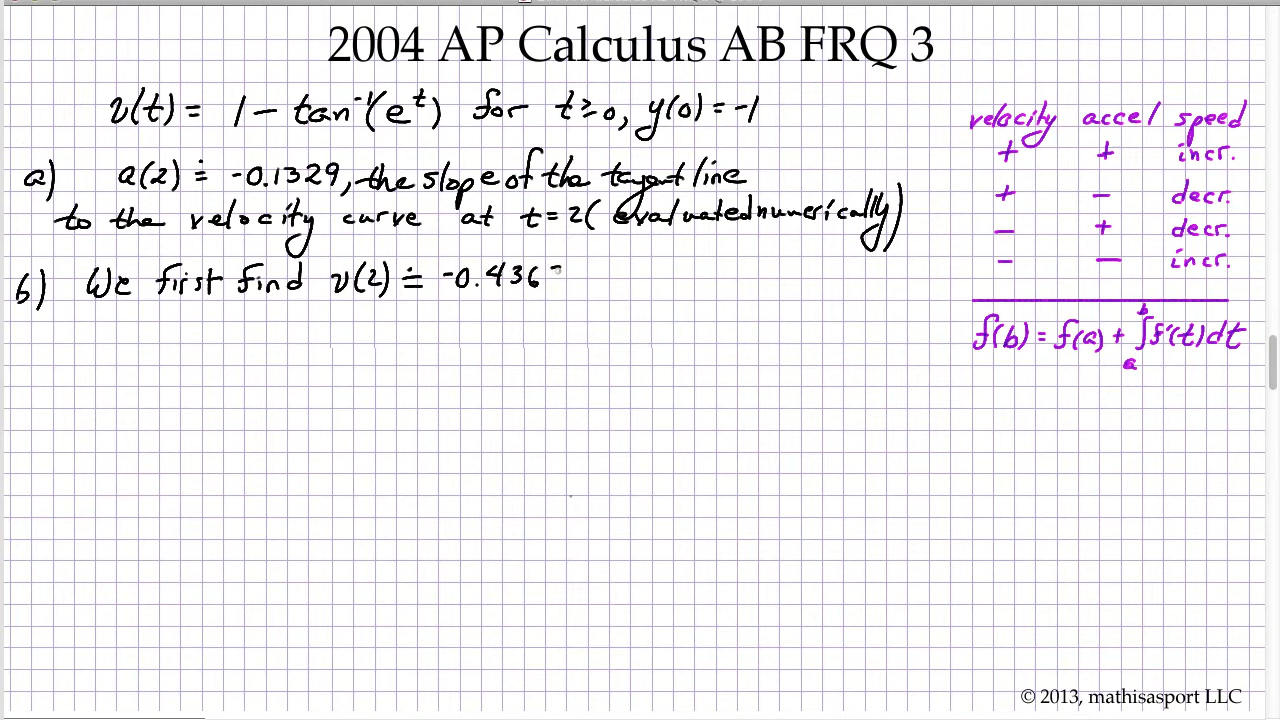 2004 AP Calculus AB FRQ 3
v(t) = 1 − tan⁻¹(eᵗ) for t ≥ 0, y(0) = -1
a) a(2) ≐ -0.1329, the slope of the tangent line
to the velocity curve at t = 2 (evaluated numerically)
b) We first find v(2) ≐ -0.436
velocity accel speed
+ + incr.
+ − decr.
− + decr.
− − incr.
f(b) = f(a) + ∫ₐᵇ f'(t) dt
© 2013, mathisasport LLC